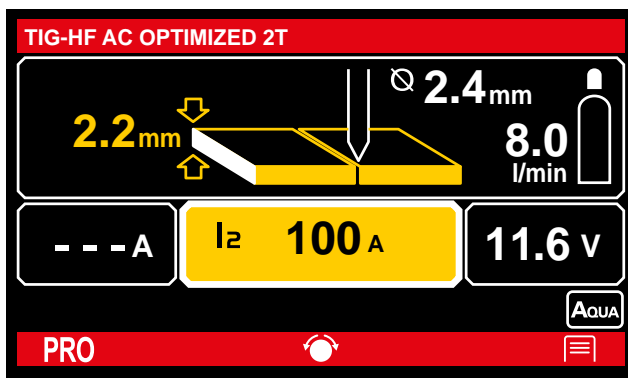 TIG-HF AC OPTIMIZED 2T
2.2mm
⌀ 2.4mm
8.0
l/min
– – – A
I2 100 A
11.6 V
AQUA
PRO